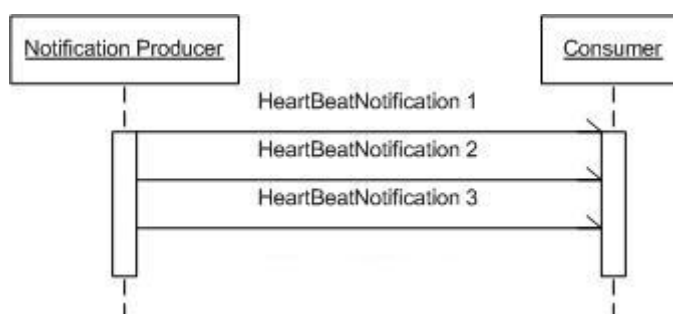 Notification Producer
Consumer
HeartBeatNotification 1
HeartBeatNotification 2
HeartBeatNotification 3